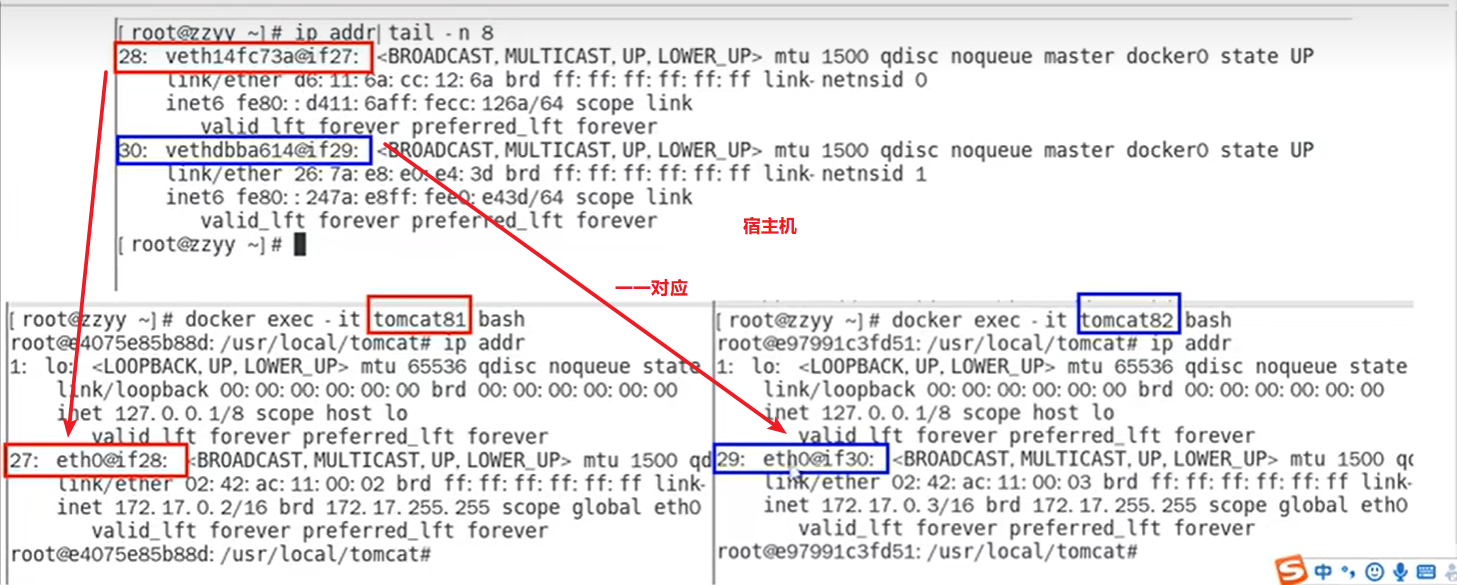 [root@zzyy ~]# ip addr| tail -n 8
28: veth14fc73a@if27: <BROADCAST,MULTICAST,UP,LOWER_UP> mtu 1500 qdisc noqueue master docker0 state UP
link/ether d6:11:6a:cc:12:6a brd ff:ff:ff:ff:ff:ff link-netnsid 0
inet6 fe80::d411:6aff:fecc:126a/64 scope link
valid_lft forever preferred_lft forever
30: vethdbba614@if29: <BROADCAST,MULTICAST,UP,LOWER_UP> mtu 1500 qdisc noqueue master docker0 state UP
link/ether 26:7a:e8:e0:e4:3d brd ff:ff:ff:ff:ff:ff link-netnsid 1
inet6 fe80::247a:e8ff:fee0:e43d/64 scope link
valid_lft forever preferred_lft forever
[root@zzyy ~]#
宿主机
一一对应
[root@zzyy ~]# docker exec -it tomcat81 bash
root@e4075e85b88d:/usr/local/tomcat# ip addr
1: lo: <LOOPBACK,UP,LOWER_UP> mtu 65536 qdisc noqueue state
link/loopback 00:00:00:00:00:00 brd 00:00:00:00:00:00
inet 127.0.0.1/8 scope host lo
valid_lft forever preferred_lft forever
27: eth0@if28: <BROADCAST,MULTICAST,UP,LOWER_UP> mtu 1500 qd
link/ether 02:42:ac:11:00:02 brd ff:ff:ff:ff:ff:ff link-
inet 172.17.0.2/16 brd 172.17.255.255 scope global eth0
valid_lft forever preferred_lft forever
root@e4075e85b88d:/usr/local/tomcat#
[root@zzyy ~]# docker exec -it tomcat82 bash
root@e97991c3fd51:/usr/local/tomcat# ip addr
1: lo: <LOOPBACK,UP,LOWER_UP> mtu 65536 qdisc noqueue state
link/loopback 00:00:00:00:00:00 brd 00:00:00:00:00:00
inet 127.0.0.1/8 scope host lo
valid_lft forever preferred_lft forever
29: eth0@if30: <BROADCAST,MULTICAST,UP,LOWER_UP> mtu 1500 qd
link/ether 02:42:ac:11:00:03 brd ff:ff:ff:ff:ff:ff link-
inet 172.17.0.3/16 brd 172.17.255.255 scope global eth0
valid_lft forever preferred_lft forever
root@e97991c3fd51:/usr/local/tomcat#
S 中